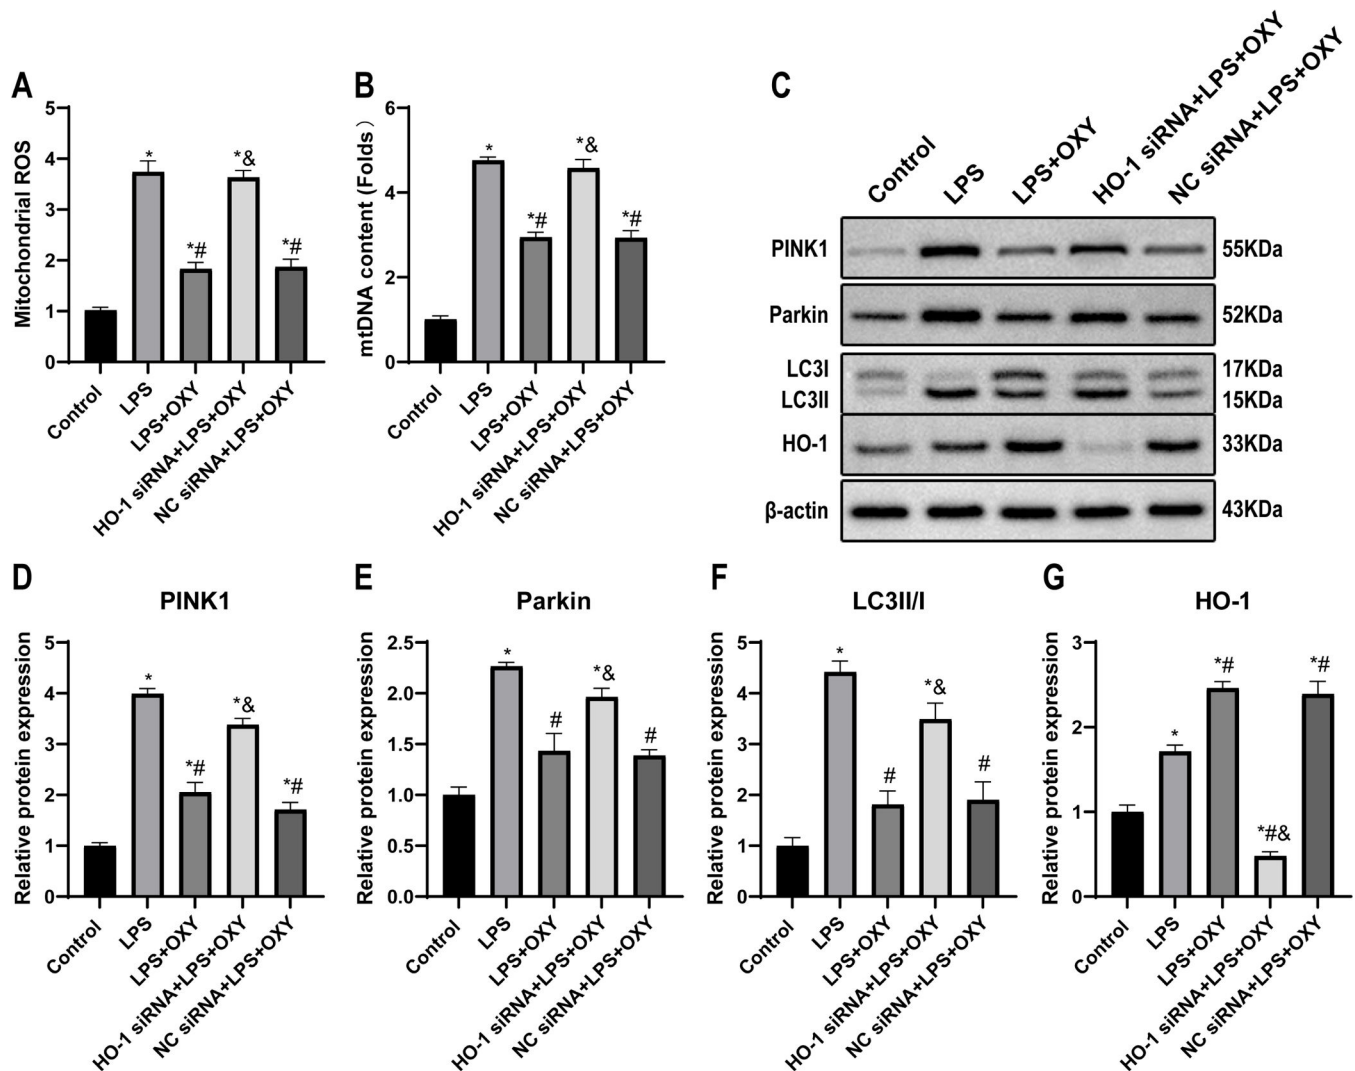 A
Mitochondrial ROS
5
4
3
2
1
0
*
*#
*&
*#
Control
LPS
LPS+OXY
HO-1 siRNA+LPS+OXY
NC siRNA+LPS+OXY
B
mtDNA content (Folds）
6
4
2
0
*
*#
*&
*#
Control
LPS
LPS+OXY
HO-1 siRNA+LPS+OXY
NC siRNA+LPS+OXY
C
Control
LPS
LPS+OXY
HO-1 siRNA+LPS+OXY
NC siRNA+LPS+OXY
PINK1 55KDa
Parkin 52KDa
LC3I 17KDa
LC3II 15KDa
HO-1 33KDa
β-actin 43KDa
D
PINK1
Relative protein expression
5
4
3
2
1
0
*
*#
*&
*#
Control
LPS
LPS+OXY
HO-1 siRNA+LPS+OXY
NC siRNA+LPS+OXY
E
Parkin
Relative protein expression
2.5
2.0
1.5
1.0
0.5
0.0
*
#
*&
#
Control
LPS
LPS+OXY
HO-1 siRNA+LPS+OXY
NC siRNA+LPS+OXY
F
LC3II/I
Relative protein expression
5
4
3
2
1
0
*
#
*&
#
Control
LPS
LPS+OXY
HO-1 siRNA+LPS+OXY
NC siRNA+LPS+OXY
G
HO-1
Relative protein expression
3
2
1
0
*
*#
*#&
*#
Control
LPS
LPS+OXY
HO-1 siRNA+LPS+OXY
NC siRNA+LPS+OXY